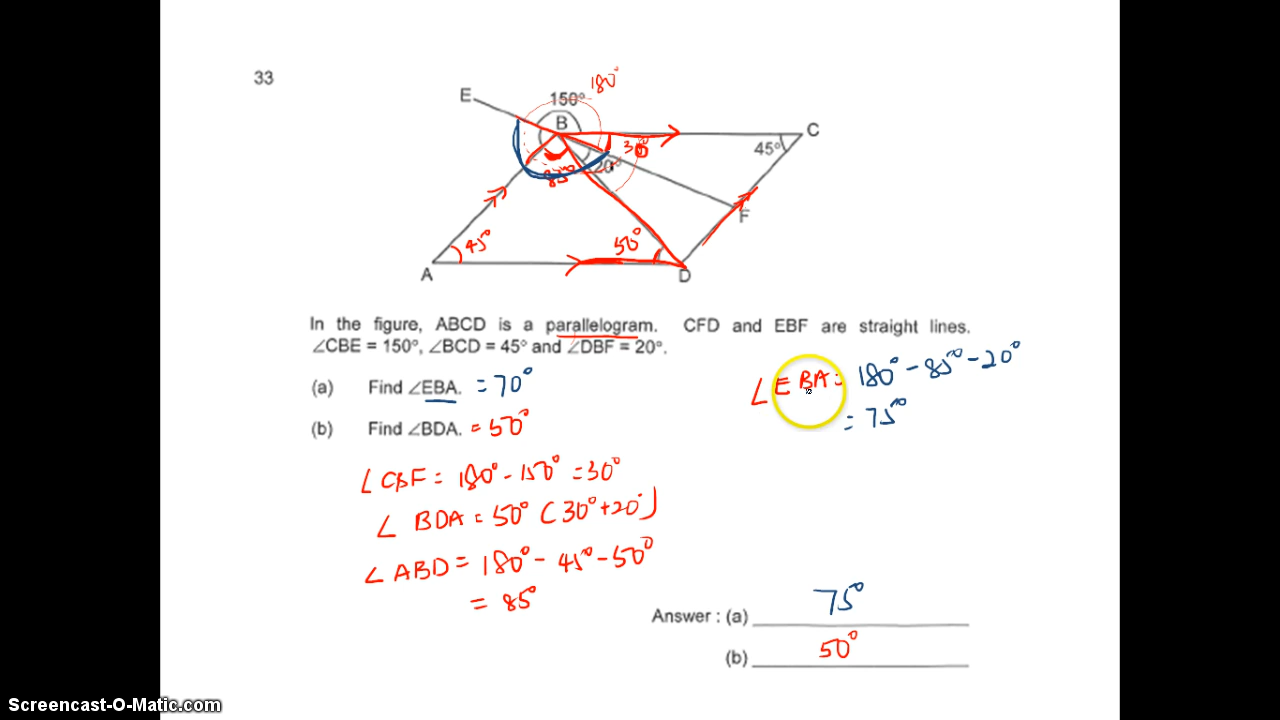 33
180°
E
150°
B
C
30°
45°
20°
85°
F
45°
50°
A
D
In the figure, ABCD is a parallelogram. CFD and EBF are straight lines.
∠CBE = 150°, ∠BCD = 45° and ∠DBF = 20°.
(a) Find ∠EBA. = 70°
∠EBA = 180° - 85° - 20°
= 75°
(b) Find ∠BDA. = 50°
∠CBF = 180° - 150° = 30°
∠BDA = 50° (30° + 20°)
∠ABD = 180° - 45° - 50°
= 85°
Answer : (a) 75°
(b) 50°
Screencast-O-Matic.com